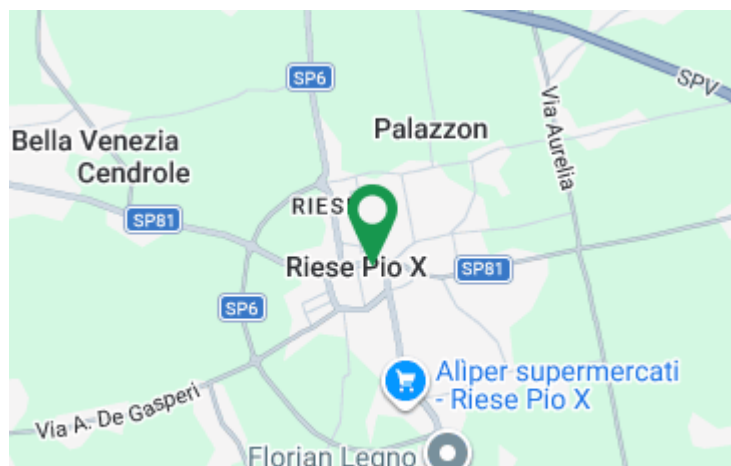 SP6
SPV
Palazzon
Via Aurelia
Bella Venezia
Cendrole
RIES
SP81
Riese Pio X
SP81
SP6
Alìper supermercati
- Riese Pio X
Via A. De Gasperi
Florian Legno